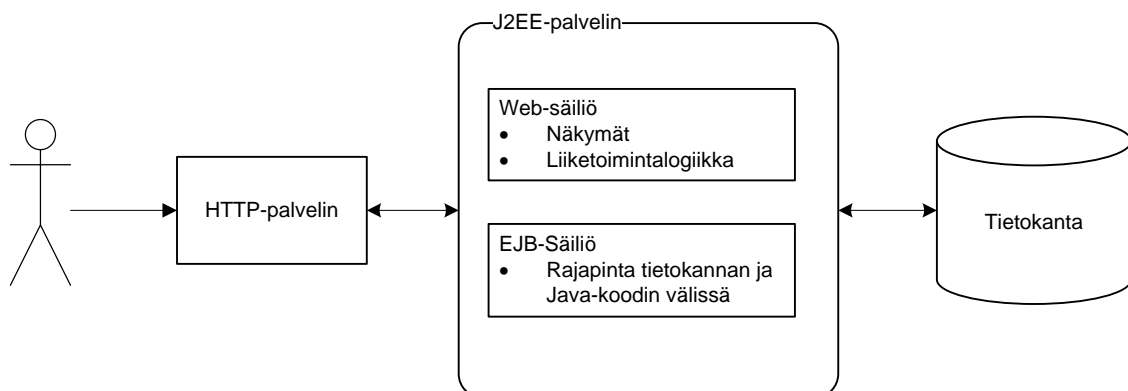 J2EE-palvelin
Web-säiliö
• Näkymät
• Liiketoimintalogiikka
HTTP-palvelin
Tietokanta
EJB-Säiliö
• Rajapinta tietokannan ja
Java-koodin välissä